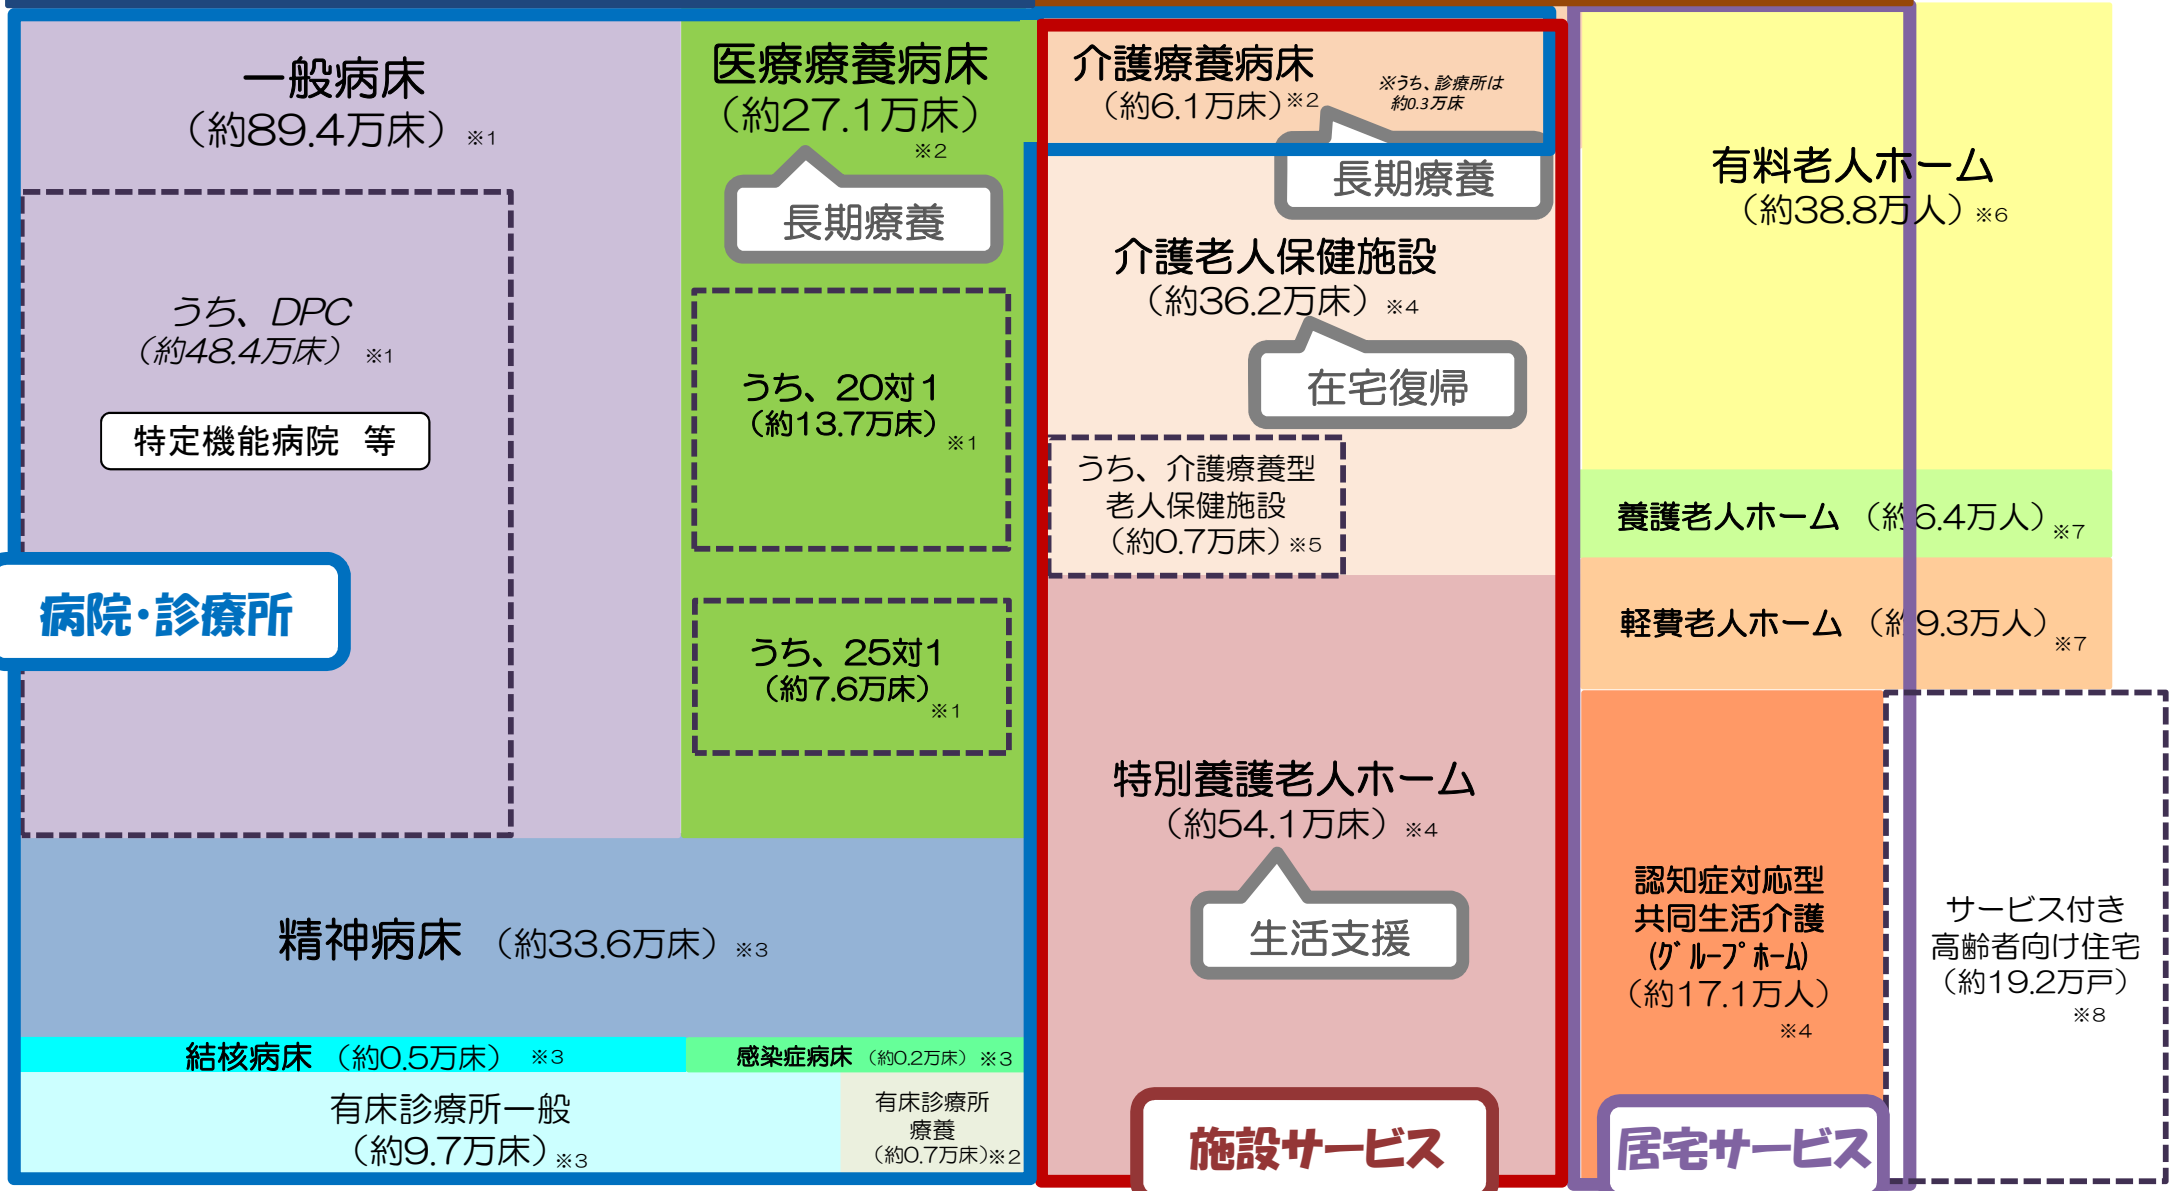 一般病床
（約89.4万床）※1
うち、DPC
（約48.4万床）※1
特定機能病院　等
病院・診療所
医療療養病床
（約27.1万床）
※2
長期療養
うち、20対1
（約13.7万床）※1
うち、25対1
（約7.6万床）※1
精神病床（約33.6万床）※3
結核病床（約0.5万床）※3
感染症病床（約0.2万床）※3
有床診療所一般
（約9.7万床）※3
有床診療所
療養
（約0.7万床）※2
介護療養病床
（約6.1万床）※2
※うち、診療所は
約0.3万床
長期療養
介護老人保健施設
（約36.2万床）※4
在宅復帰
うち、介護療養型
老人保健施設
（約0.7万床）※5
特別養護老人ホーム
（約54.1万床）※4
生活支援
施設サービス
有料老人ホーム
（約38.8万人）※6
養護老人ホーム（約6.4万人）※7
軽費老人ホーム（約9.3万人）※7
認知症対応型
共同生活介護
(ｸﾞﾙｰﾌﾟﾎｰﾑ)
（約17.1万人）
※4
居宅サービス
サービス付き
高齢者向け住宅
（約19.2万戸）
※8